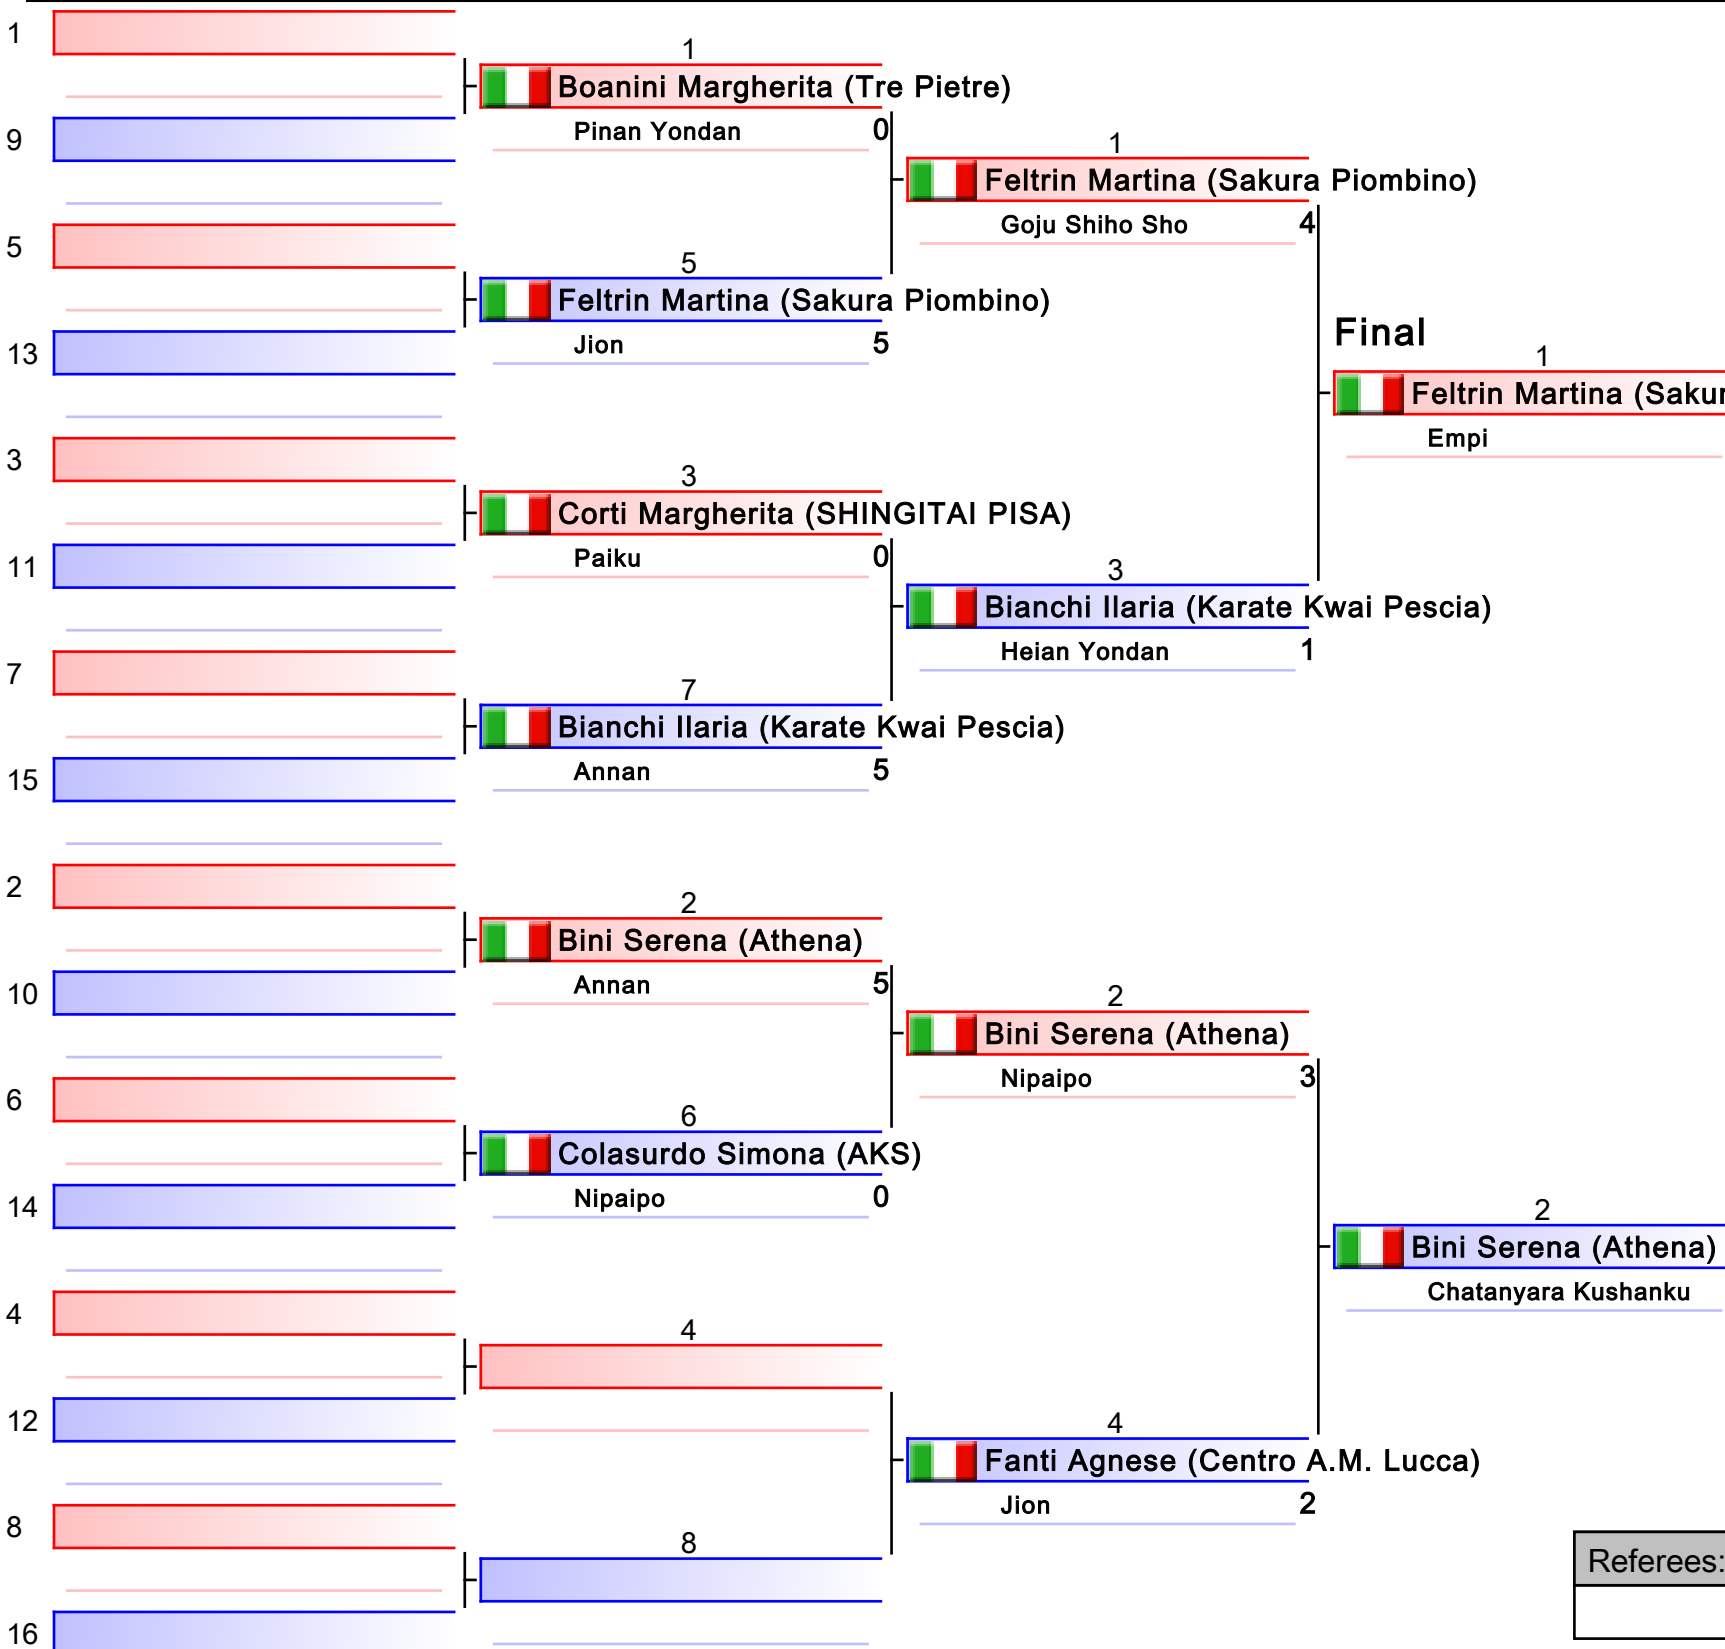 1
9
5
13
3
11
7
15
2
10
6
14
4
12
8
16
1
Boanini Margherita (Tre Pietre)
Pinan Yondan 0
5
Feltrin Martina (Sakura Piombino)
Jion 5
3
Corti Margherita (SHINGITAI PISA)
Paiku 0
7
Bianchi Ilaria (Karate Kwai Pescia)
Annan 5
2
Bini Serena (Athena)
Annan 5
6
Colasurdo Simona (AKS)
Nipaipo 0
4
8
1
Feltrin Martina (Sakura Piombino)
Goju Shiho Sho 4
3
Bianchi Ilaria (Karate Kwai Pescia)
Heian Yondan 1
2
Bini Serena (Athena)
Nipaipo 3
4
Fanti Agnese (Centro A.M. Lucca)
Jion 2
Final
1
Feltrin Martina (Sakur
Empi
2
Bini Serena (Athena)
Chatanyara Kushanku
Referees: